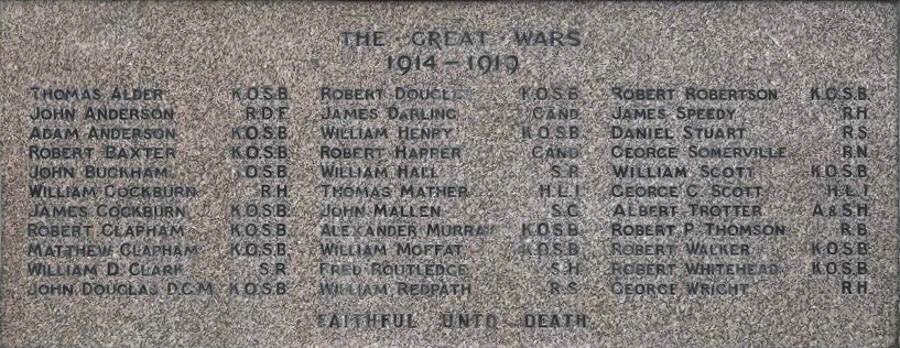 THE · GREAT · WARS
1914 – 1919
THOMAS ALDER K.O.S.B.
JOHN ANDERSON R.D.F.
ADAM ANDERSON K.O.S.B.
ROBERT BAXTER K.O.S.B.
JOHN BUCKHAM K.O.S.B.
WILLIAM COCKBURN R.H.
JAMES COCKBURN K.O.S.B.
ROBERT CLAPHAM K.O.S.B.
MATTHEW CLAPHAM K.O.S.B.
WILLIAM D. CLARK S.R.
JOHN DOUGLAS D.C.M. K.O.S.B.
ROBERT DOUGLAS K.O.S.B.
JAMES DARLING CAND
WILLIAM HENRY K.O.S.B.
ROBERT HARPER CAND
WILLIAM HALL S.R.
THOMAS MATHER H.L.I.
JOHN MALLEN S.G.
ALEXANDER MURRAY K.O.S.B.
WILLIAM MOFFAT K.O.S.B.
FRED ROUTLEDGE S.H.
WILLIAM REDPATH R.S.
ROBERT ROBERTSON K.O.S.B.
JAMES SPEEDY R.H.
DANIEL STUART R.S.
GEORGE SOMERVILLE R.N.
WILLIAM SCOTT K.O.S.B.
GEORGE C. SCOTT H.L.I.
ALBERT TROTTER A&S.H.
ROBERT P. THOMSON R.B.
ROBERT WALKER K.O.S.B.
ROBERT WHITEHEAD K.O.S.B.
GEORGE WRIGHT R.H.
FAITHFUL UNTO DEATH.